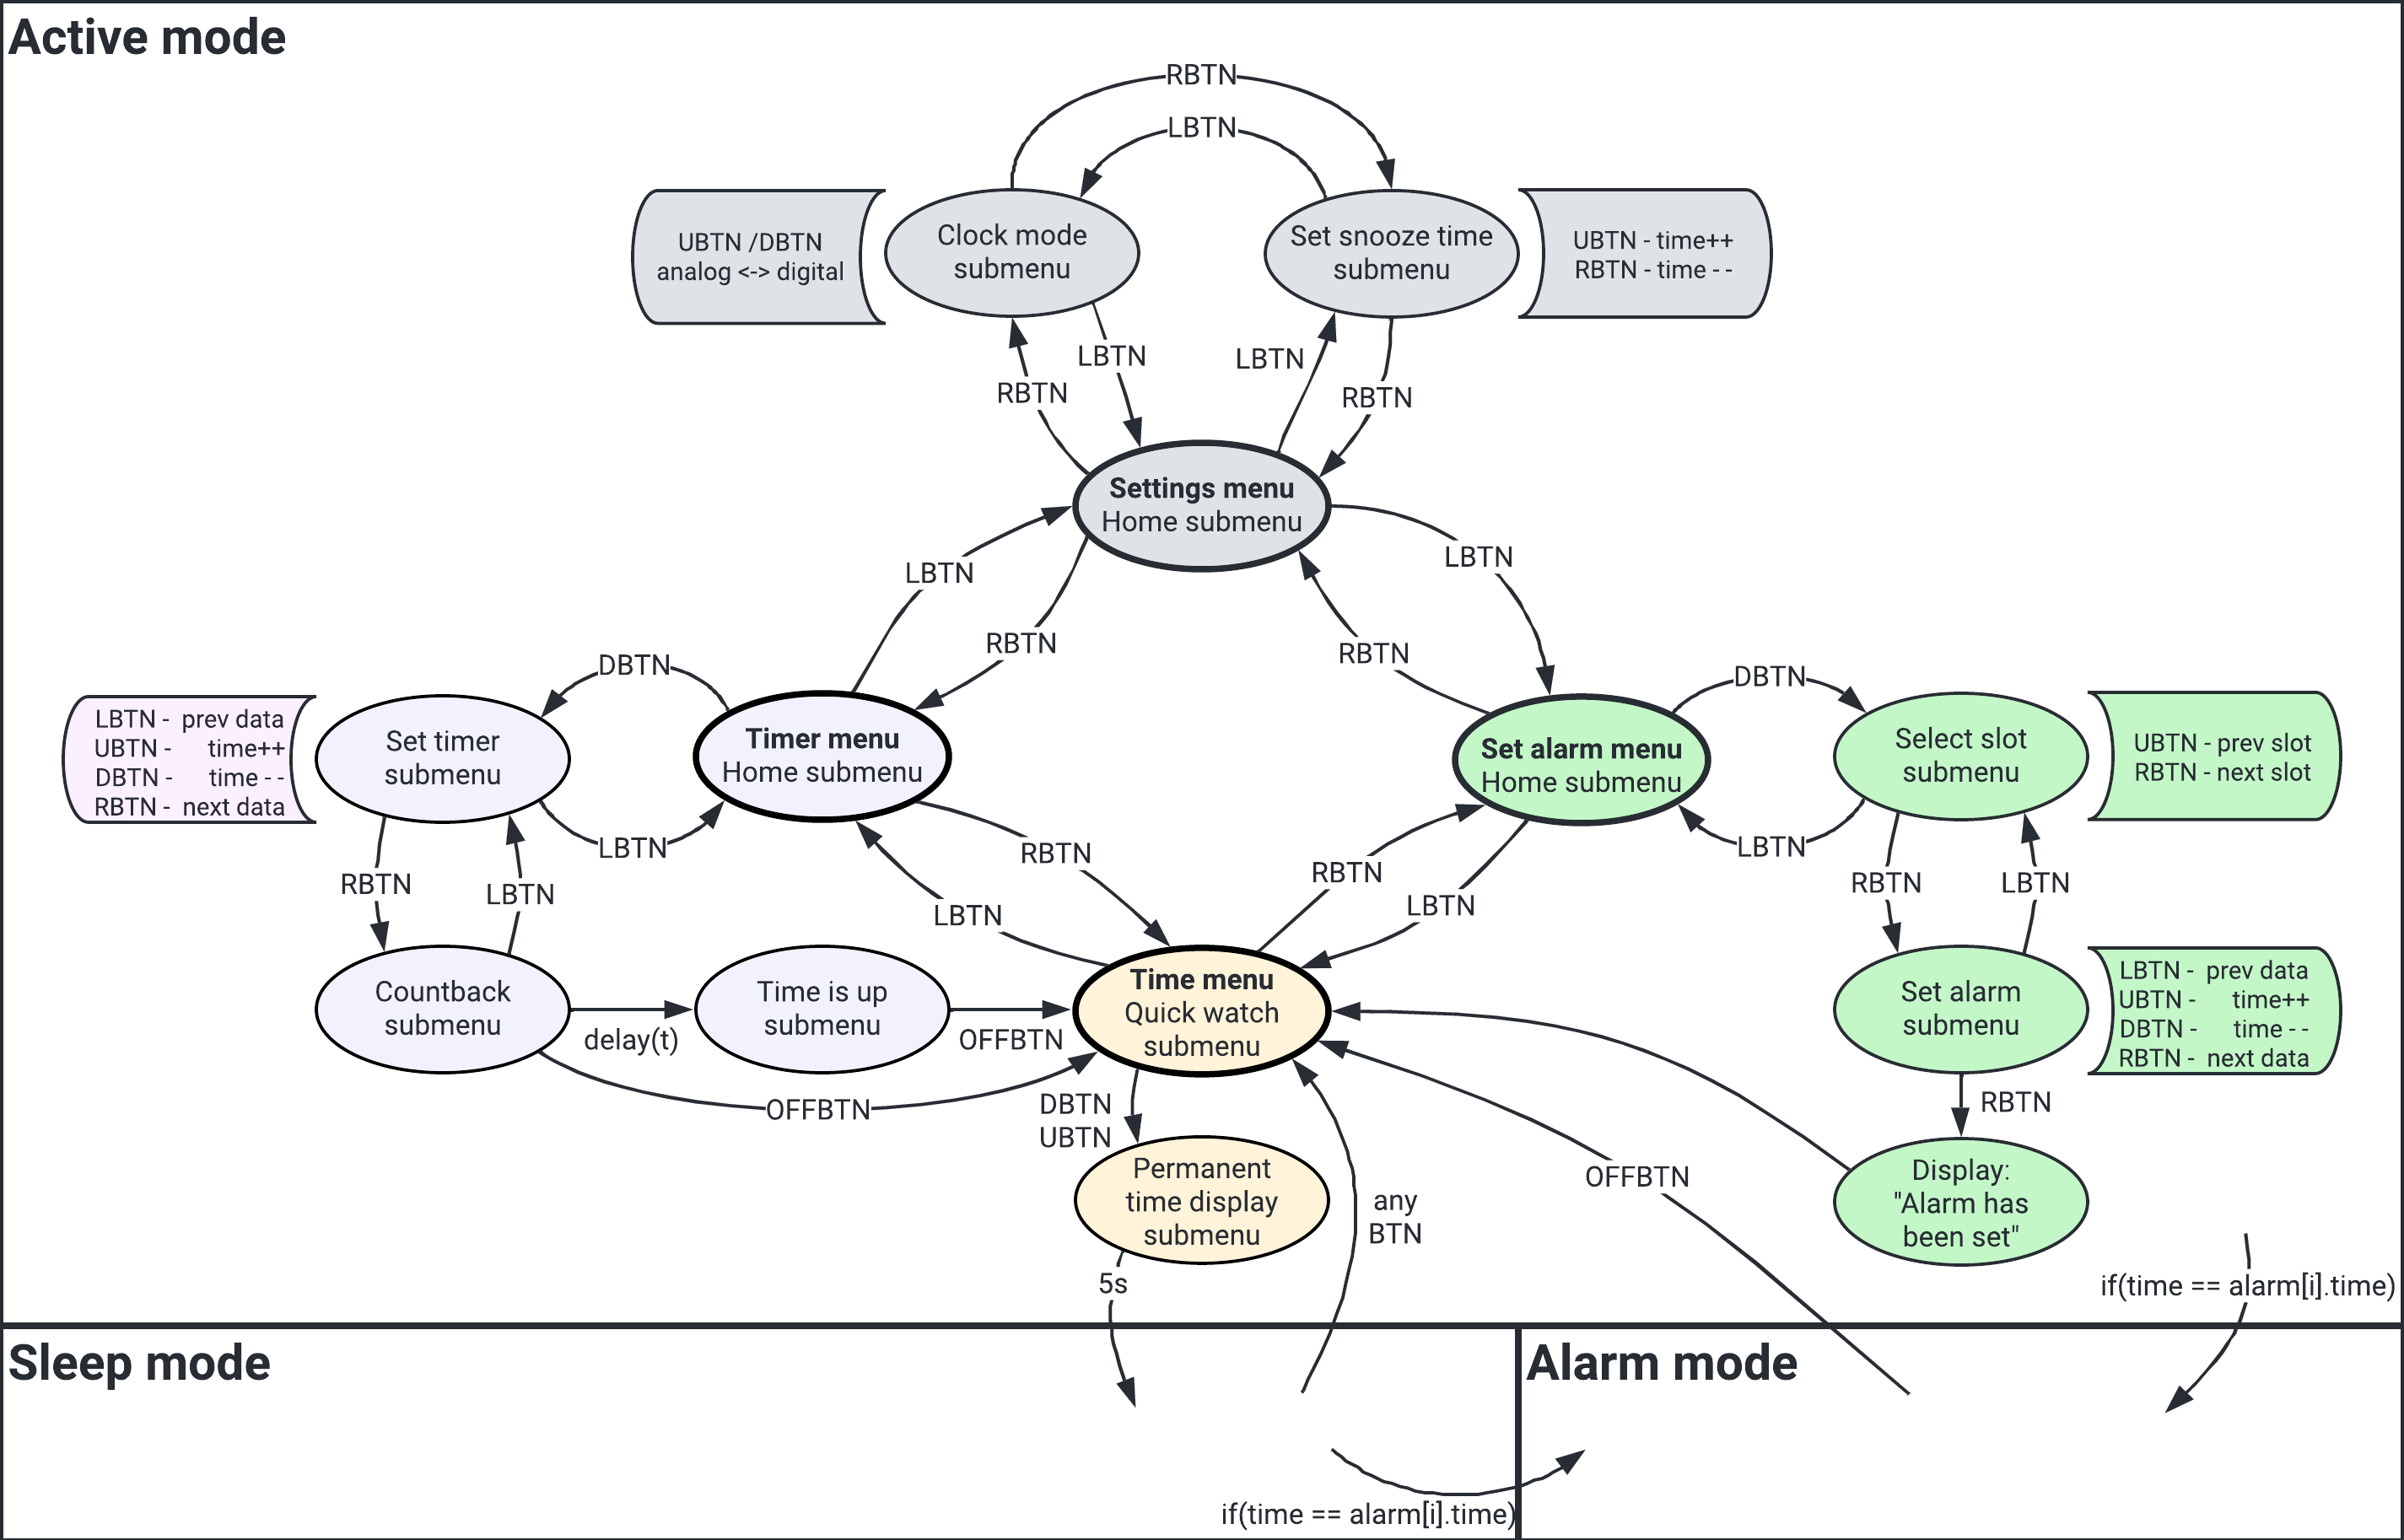 Active mode
RBTN
LBTN
UBTN /DBTN
analog <-> digital
Clock mode
submenu
Set snooze time
submenu
UBTN - time++
RBTN - time - -
LBTN
RBTN
LBTN
RBTN
Settings menu
Home submenu
LBTN
RBTN
LBTN
RBTN
DBTN
DBTN
LBTN - prev data
UBTN - time++
DBTN - time - -
RBTN - next data
Set timer
submenu
Timer menu
Home submenu
Set alarm menu
Home submenu
Select slot
submenu
UBTN - prev slot
RBTN - next slot
LBTN
RBTN
RBTN
LBTN
RBTN
LBTN
LBTN
LBTN
RBTN
LBTN
Countback
submenu
delay(t)
Time is up
submenu
OFFBTN
Time menu
Quick watch
submenu
Set alarm
submenu
LBTN - prev data
UBTN - time++
DBTN - time - -
RBTN - next data
OFFBTN
DBTN
UBTN
RBTN
Permanent
time display
submenu
any
BTN
OFFBTN
Display:
"Alarm has
been set"
5s
if(time == alarm[i].time)
Sleep mode
Alarm mode
if(time == alarm[i].time)